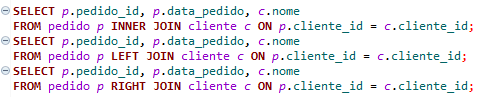 SELECT p.pedido_id, p.data_pedido, c.nome
FROM pedido p INNER JOIN cliente c ON p.cliente_id = c.cliente_id;
SELECT p.pedido_id, p.data_pedido, c.nome
FROM pedido p LEFT JOIN cliente c ON p.cliente_id = c.cliente_id;
SELECT p.pedido_id, p.data_pedido, c.nome
FROM pedido p RIGHT JOIN cliente c ON p.cliente_id = c.cliente_id;